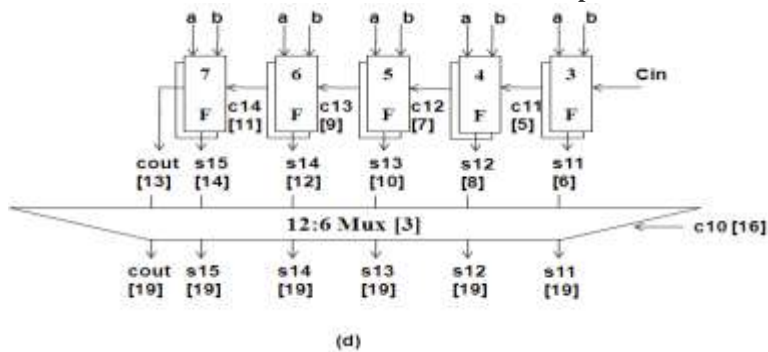 a b a b a b a b a b
7 6 5 4 3
c14 c13 c12 c11 Cin
F [11] F [9] F [7] F [5] F
cout s15 s14 s13 s12 s11
[13] [14] [12] [10] [8] [6]
12:6 Mux [3]
c10 [16]
cout s15 s14 s13 s12 s11
[19] [19] [19] [19] [19] [19]
(d)